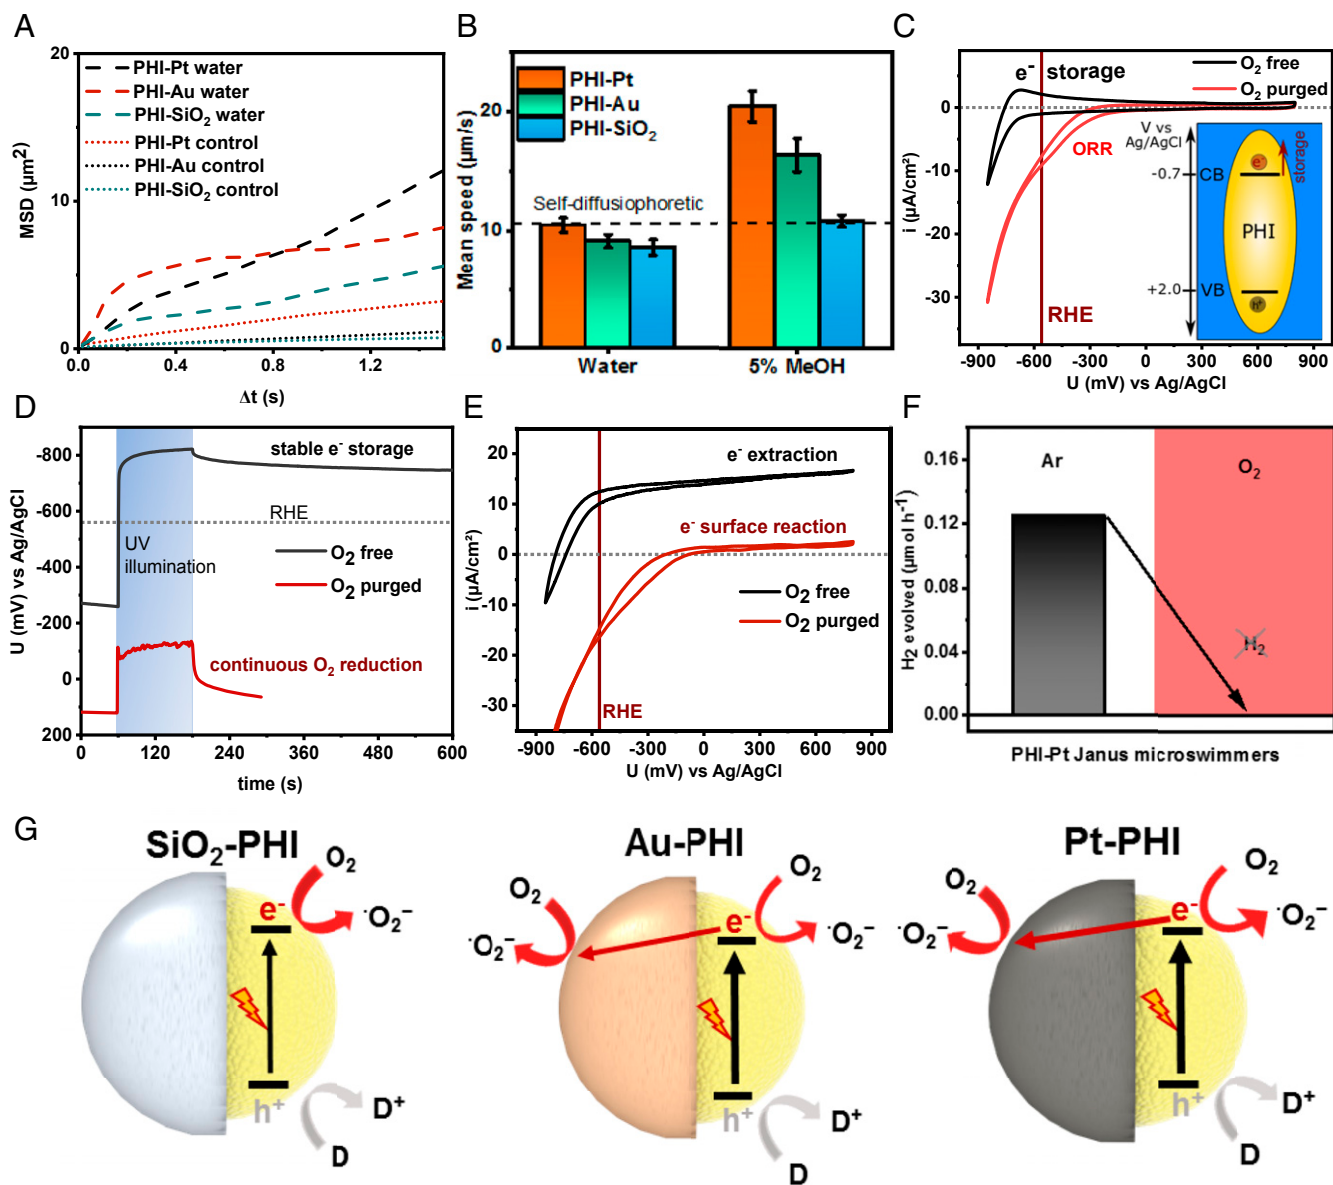 A
20
10
0
MSD (µm²)
PHI-Pt water
PHI-Au water
PHI-SiO₂ water
PHI-Pt control
PHI-Au control
PHI-SiO₂ control
0.0 0.4 0.8 1.2
Δt (s)
B
20
10
0
Mean speed (µm/s)
PHI-Pt
PHI-Au
PHI-SiO₂
Self-diffusiophoretic
Water 5% MeOH
C
0
-10
-20
-30
i (µA/cm²)
e⁻ storage
O₂ free
O₂ purged
ORR
RHE
V vs
Ag/AgCl
-0.7
CB
e⁻
storage
PHI
+2.0
VB
h⁺
-900 -600 -300 0 300 600 900
U (mV) vs Ag/AgCl
D
-800
-600
-400
-200
0
200
U (mV) vs Ag/AgCl
stable e⁻ storage
RHE
UV
illumination
O₂ free
O₂ purged
continuous O₂ reduction
0 120 240 360 480 600
time (s)
E
30
20
10
0
-10
-20
-30
i (µA/cm²)
e⁻ extraction
e⁻ surface reaction
O₂ free
O₂ purged
RHE
-900 -600 -300 0 300 600 900
U (mV) vs Ag/AgCl
F
0.16
0.12
0.08
0.04
0.00
H₂ evolved (µmol h⁻¹)
Ar
O₂
H₂
PHI-Pt Janus microswimmers
G
SiO₂-PHI
O₂
e⁻
·O₂⁻
h⁺
D⁺
D
Au-PHI
O₂
O₂
e⁻
·O₂⁻
·O₂⁻
h⁺
D⁺
D
Pt-PHI
O₂
O₂
e⁻
·O₂⁻
·O₂⁻
h⁺
D⁺
D